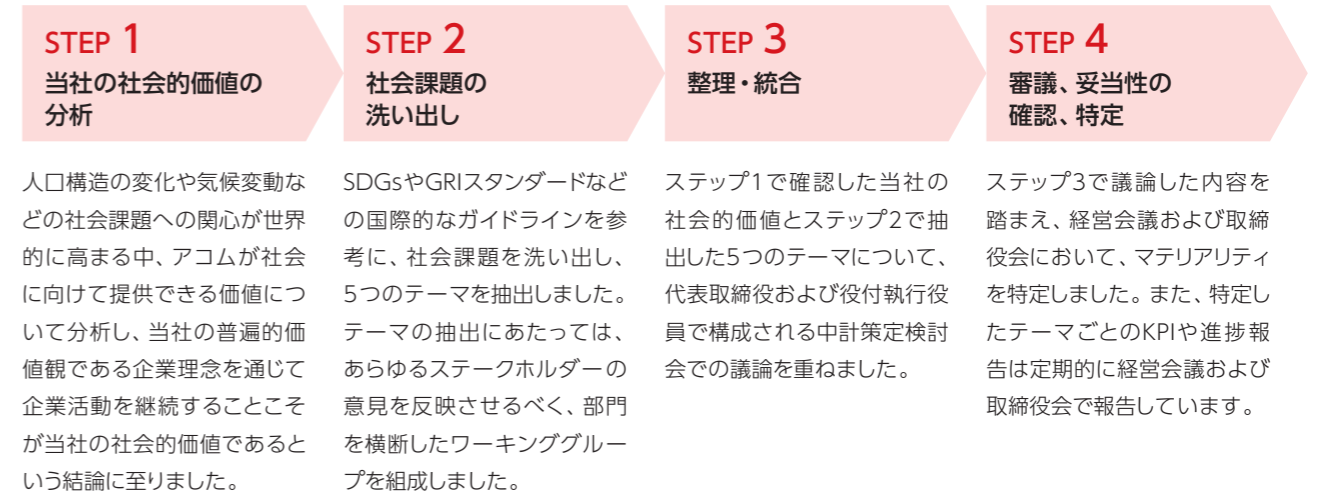 STEP 1
当社の社会的価値の
分析
人口構造の変化や気候変動な
どの社会課題への関心が世界
的に高まる中、アコムが社会
に向けて提供できる価値につ
いて分析し、当社の普遍的価
値観である企業理念を通じて
企業活動を継続することこそ
が当社の社会的価値であると
いう結論に至りました。
STEP 2
社会課題の
洗い出し
SDGsやGRIスタンダードなど
の国際的なガイドラインを参
考に、社会課題を洗い出し、
5つのテーマを抽出しました。
テーマの抽出にあたっては、
あらゆるステークホルダーの
意見を反映させるべく、部門
を横断したワーキンググルー
プを組成しました。
STEP 3
整理・統合
ステップ1で確認した当社の
社会的価値とステップ2で抽
出した5つのテーマについて、
代表取締役および役付執行役
員で構成される中計策定検討
会での議論を重ねました。
STEP 4
審議、妥当性の
確認、特定
ステップ3で議論した内容を
踏まえ、経営会議および取締
役会において、マテリアリティ
を特定しました。また、特定し
たテーマごとのKPIや進捗報
告は定期的に経営会議および
取締役会で報告しています。